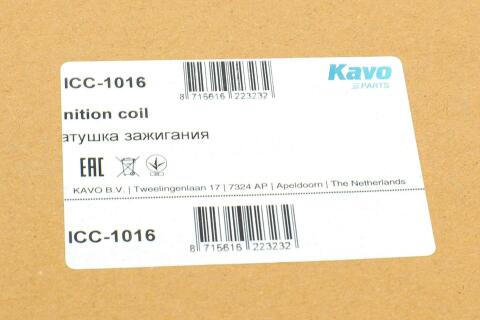 ICC-1016
8 715616 223232
Kavo
PARTS
nition coil
атушка зажигания
EAC
KAVO B.V. | Tweelingenlaan 17 | 7324 AP | Apeldoorn | The Netherlands
ICC-1016
8 715616 223232